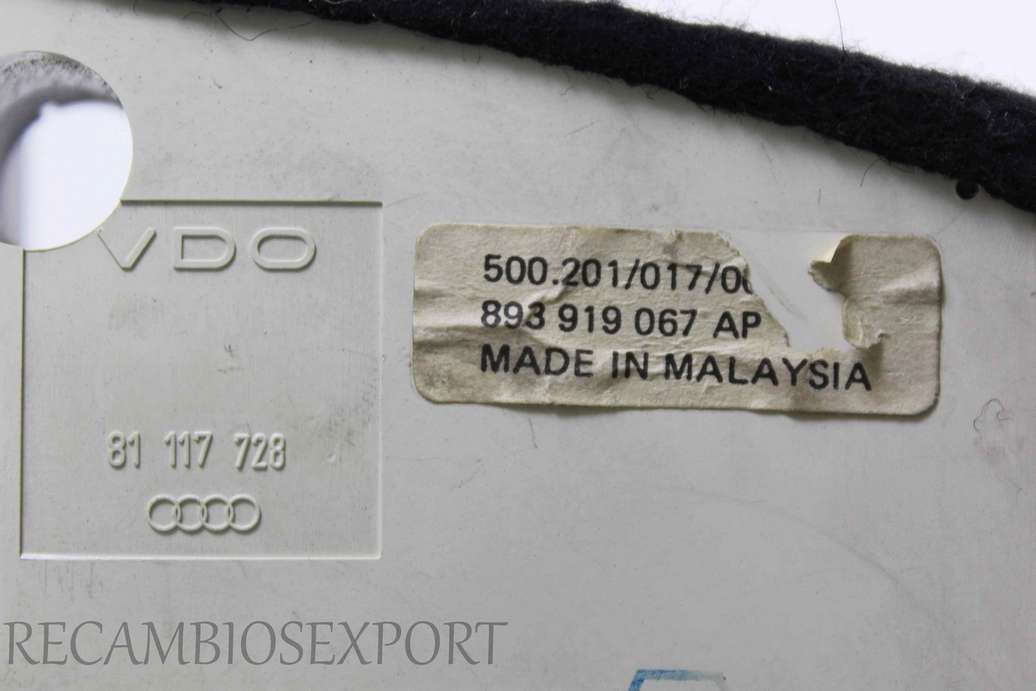 VDO
81 117 728
500.201/017/0
893 919 067 AP
MADE IN MALAYSIA
RECAMBIOSEXPORT